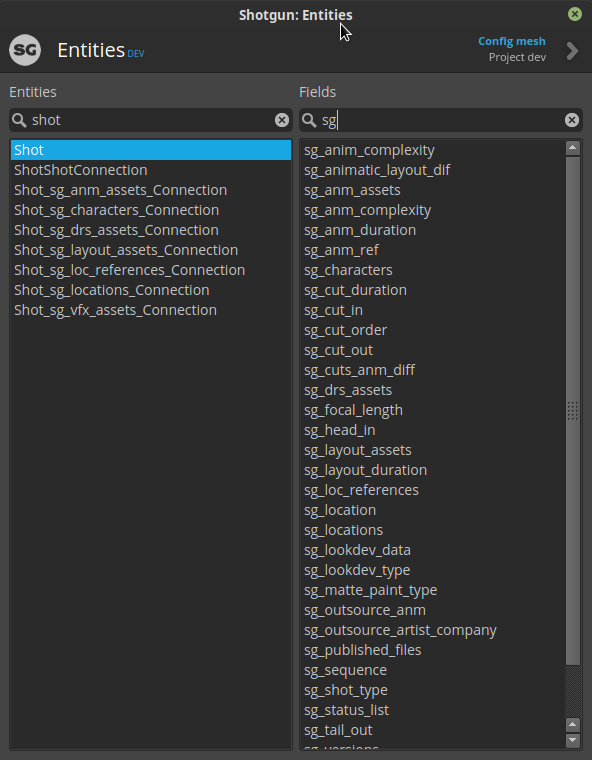 Shotgun: Entities
SG
Entities DEV
Config mesh
Project dev
Entities
shot
Shot
ShotShotConnection
Shot_sg_anm_assets_Connection
Shot_sg_characters_Connection
Shot_sg_drs_assets_Connection
Shot_sg_layout_assets_Connection
Shot_sg_loc_references_Connection
Shot_sg_locations_Connection
Shot_sg_vfx_assets_Connection
Fields
sg
sg_anim_complexity
sg_animatic_layout_dif
sg_anm_assets
sg_anm_complexity
sg_anm_duration
sg_anm_ref
sg_characters
sg_cut_duration
sg_cut_in
sg_cut_order
sg_cut_out
sg_cuts_anm_diff
sg_drs_assets
sg_focal_length
sg_head_in
sg_layout_assets
sg_layout_duration
sg_loc_references
sg_location
sg_locations
sg_lookdev_data
sg_lookdev_type
sg_matte_paint_type
sg_outsource_anm
sg_outsource_artist_company
sg_published_files
sg_sequence
sg_shot_type
sg_status_list
sg_tail_out
sg_versions